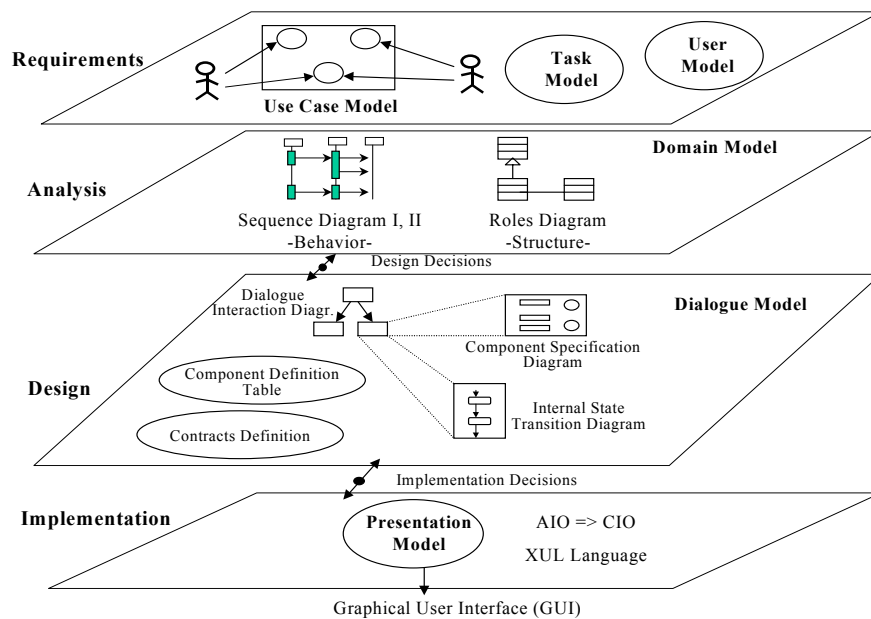 Requirements
Use Case Model
Task
Model
User
Model
Analysis
Domain Model
Sequence Diagram I, II
-Behavior-
Roles Diagram
-Structure-
Design Decisions
Design
Dialogue Model
Dialogue
Interaction Diagr.
Component Specification
Diagram
Component Definition
Table
Internal State
Transition Diagram
Contracts Definition
Implementation Decisions
Implementation
Presentation
Model
AIO => CIO
XUL Language
Graphical User Interface (GUI)